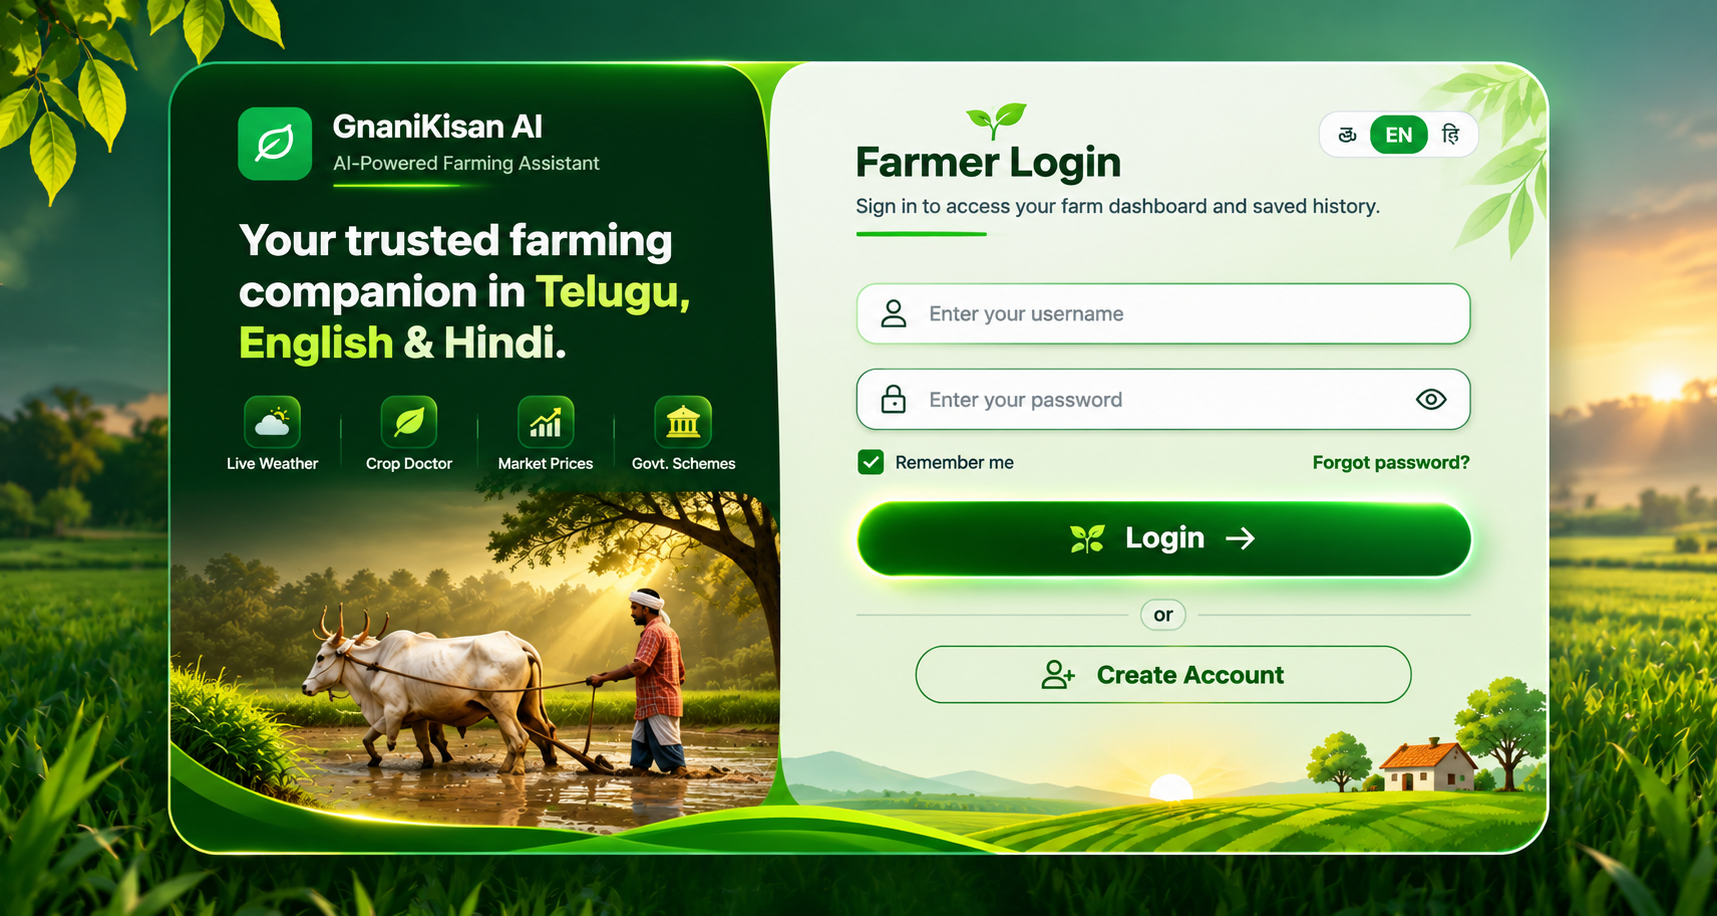 GnaniKisan AI
AI-Powered Farming Assistant
Your trusted farming
companion in Telugu,
English & Hindi.
Live Weather
Crop Doctor
Market Prices
Govt. Schemes
EN
Farmer Login
Sign in to access your farm dashboard and saved history.
Enter your username
Enter your password
Remember me
Forgot password?
Login
or
Create Account